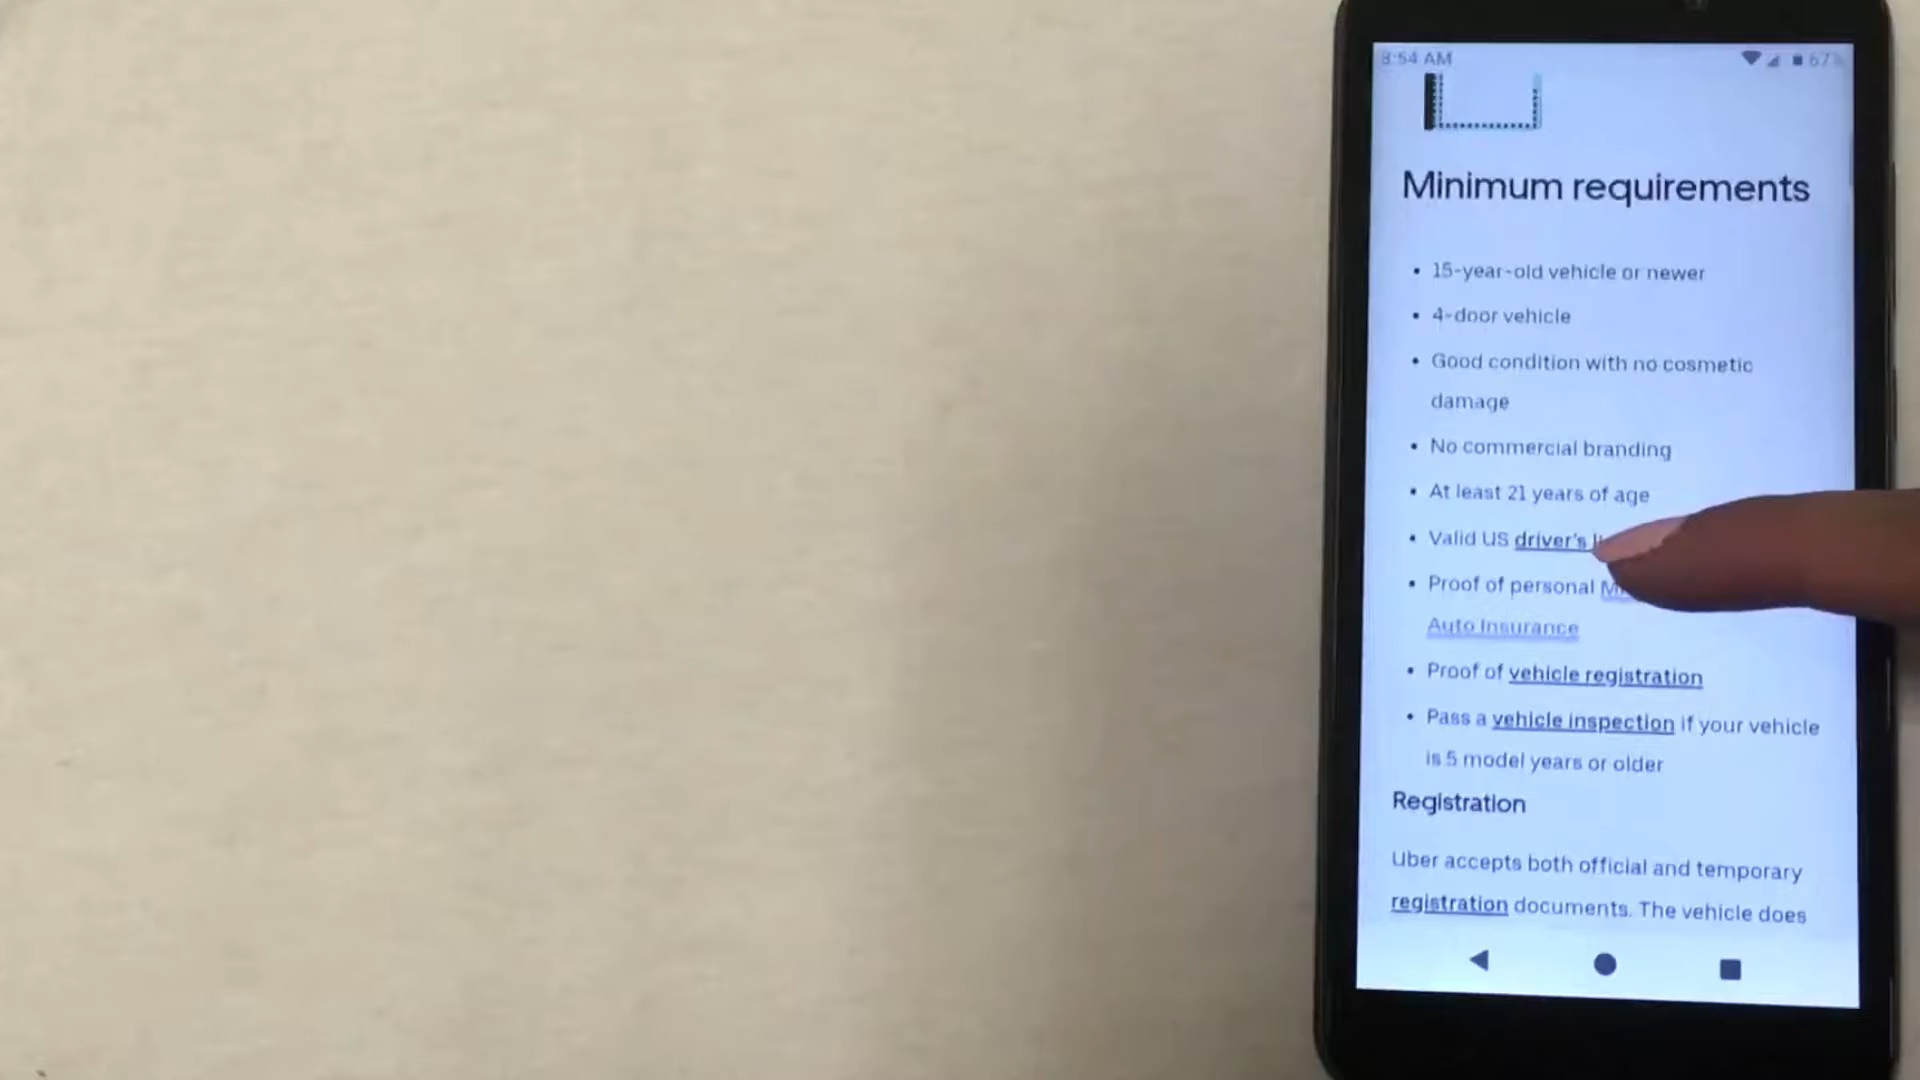 8:54 AM
67%
Minimum requirements
• 15-year-old vehicle or newer
• 4-door vehicle
• Good condition with no cosmetic
damage
• No commercial branding
• At least 21 years of age
• Valid US driver's
• Proof of personal
Auto Insurance
• Proof of vehicle registration
• Pass a vehicle inspection if your vehicle
is 5 model years or older
Registration
Uber accepts both official and temporary
registration documents. The vehicle does